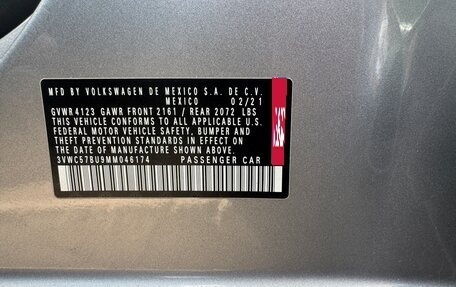 MFD BY VOLKSWAGEN DE MEXICO S.A. DE C.V.
MEXICO 02/21
GVWR 4123 GAWR FRONT 2161 / REAR 2072 LBS
THIS VEHICLE CONFORMS TO ALL APPLICABLE U.S.
FEDERAL MOTOR VEHICLE SAFETY, BUMPER AND
THEFT PREVENTION STANDARDS IN EFFECT ON THE
DATE OF MANUFACTURE SHOWN ABOVE.
3VWC57BU9MM046174 PASSENGER CAR